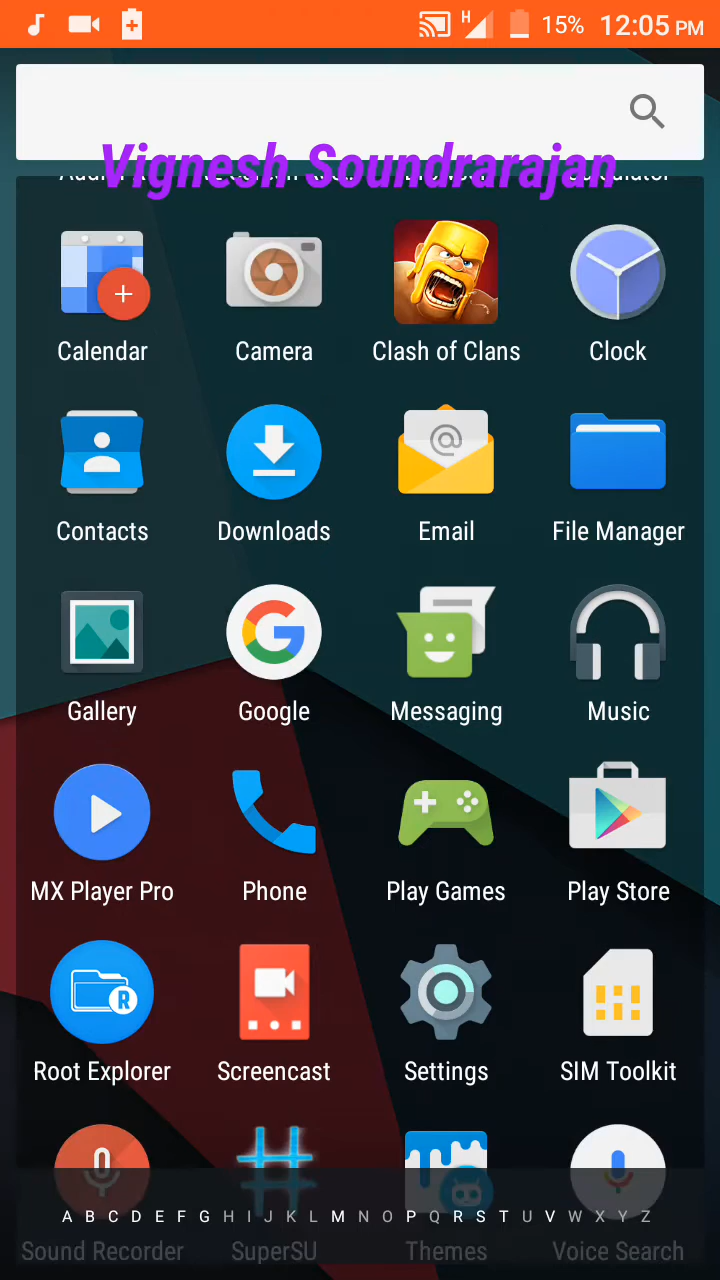 H 15% 12:05 PM
Vignesh Soundrarajan
Calendar Camera Clash of Clans Clock
Contacts Downloads Email File Manager
@
Gallery Google Messaging Music
MX Player Pro Phone Play Games Play Store
R
Root Explorer Screencast Settings SIM Toolkit
A B C D E F G H I J K L M N O P Q R S T U V W X Y Z
Sound Recorder SuperSU Themes Voice Search